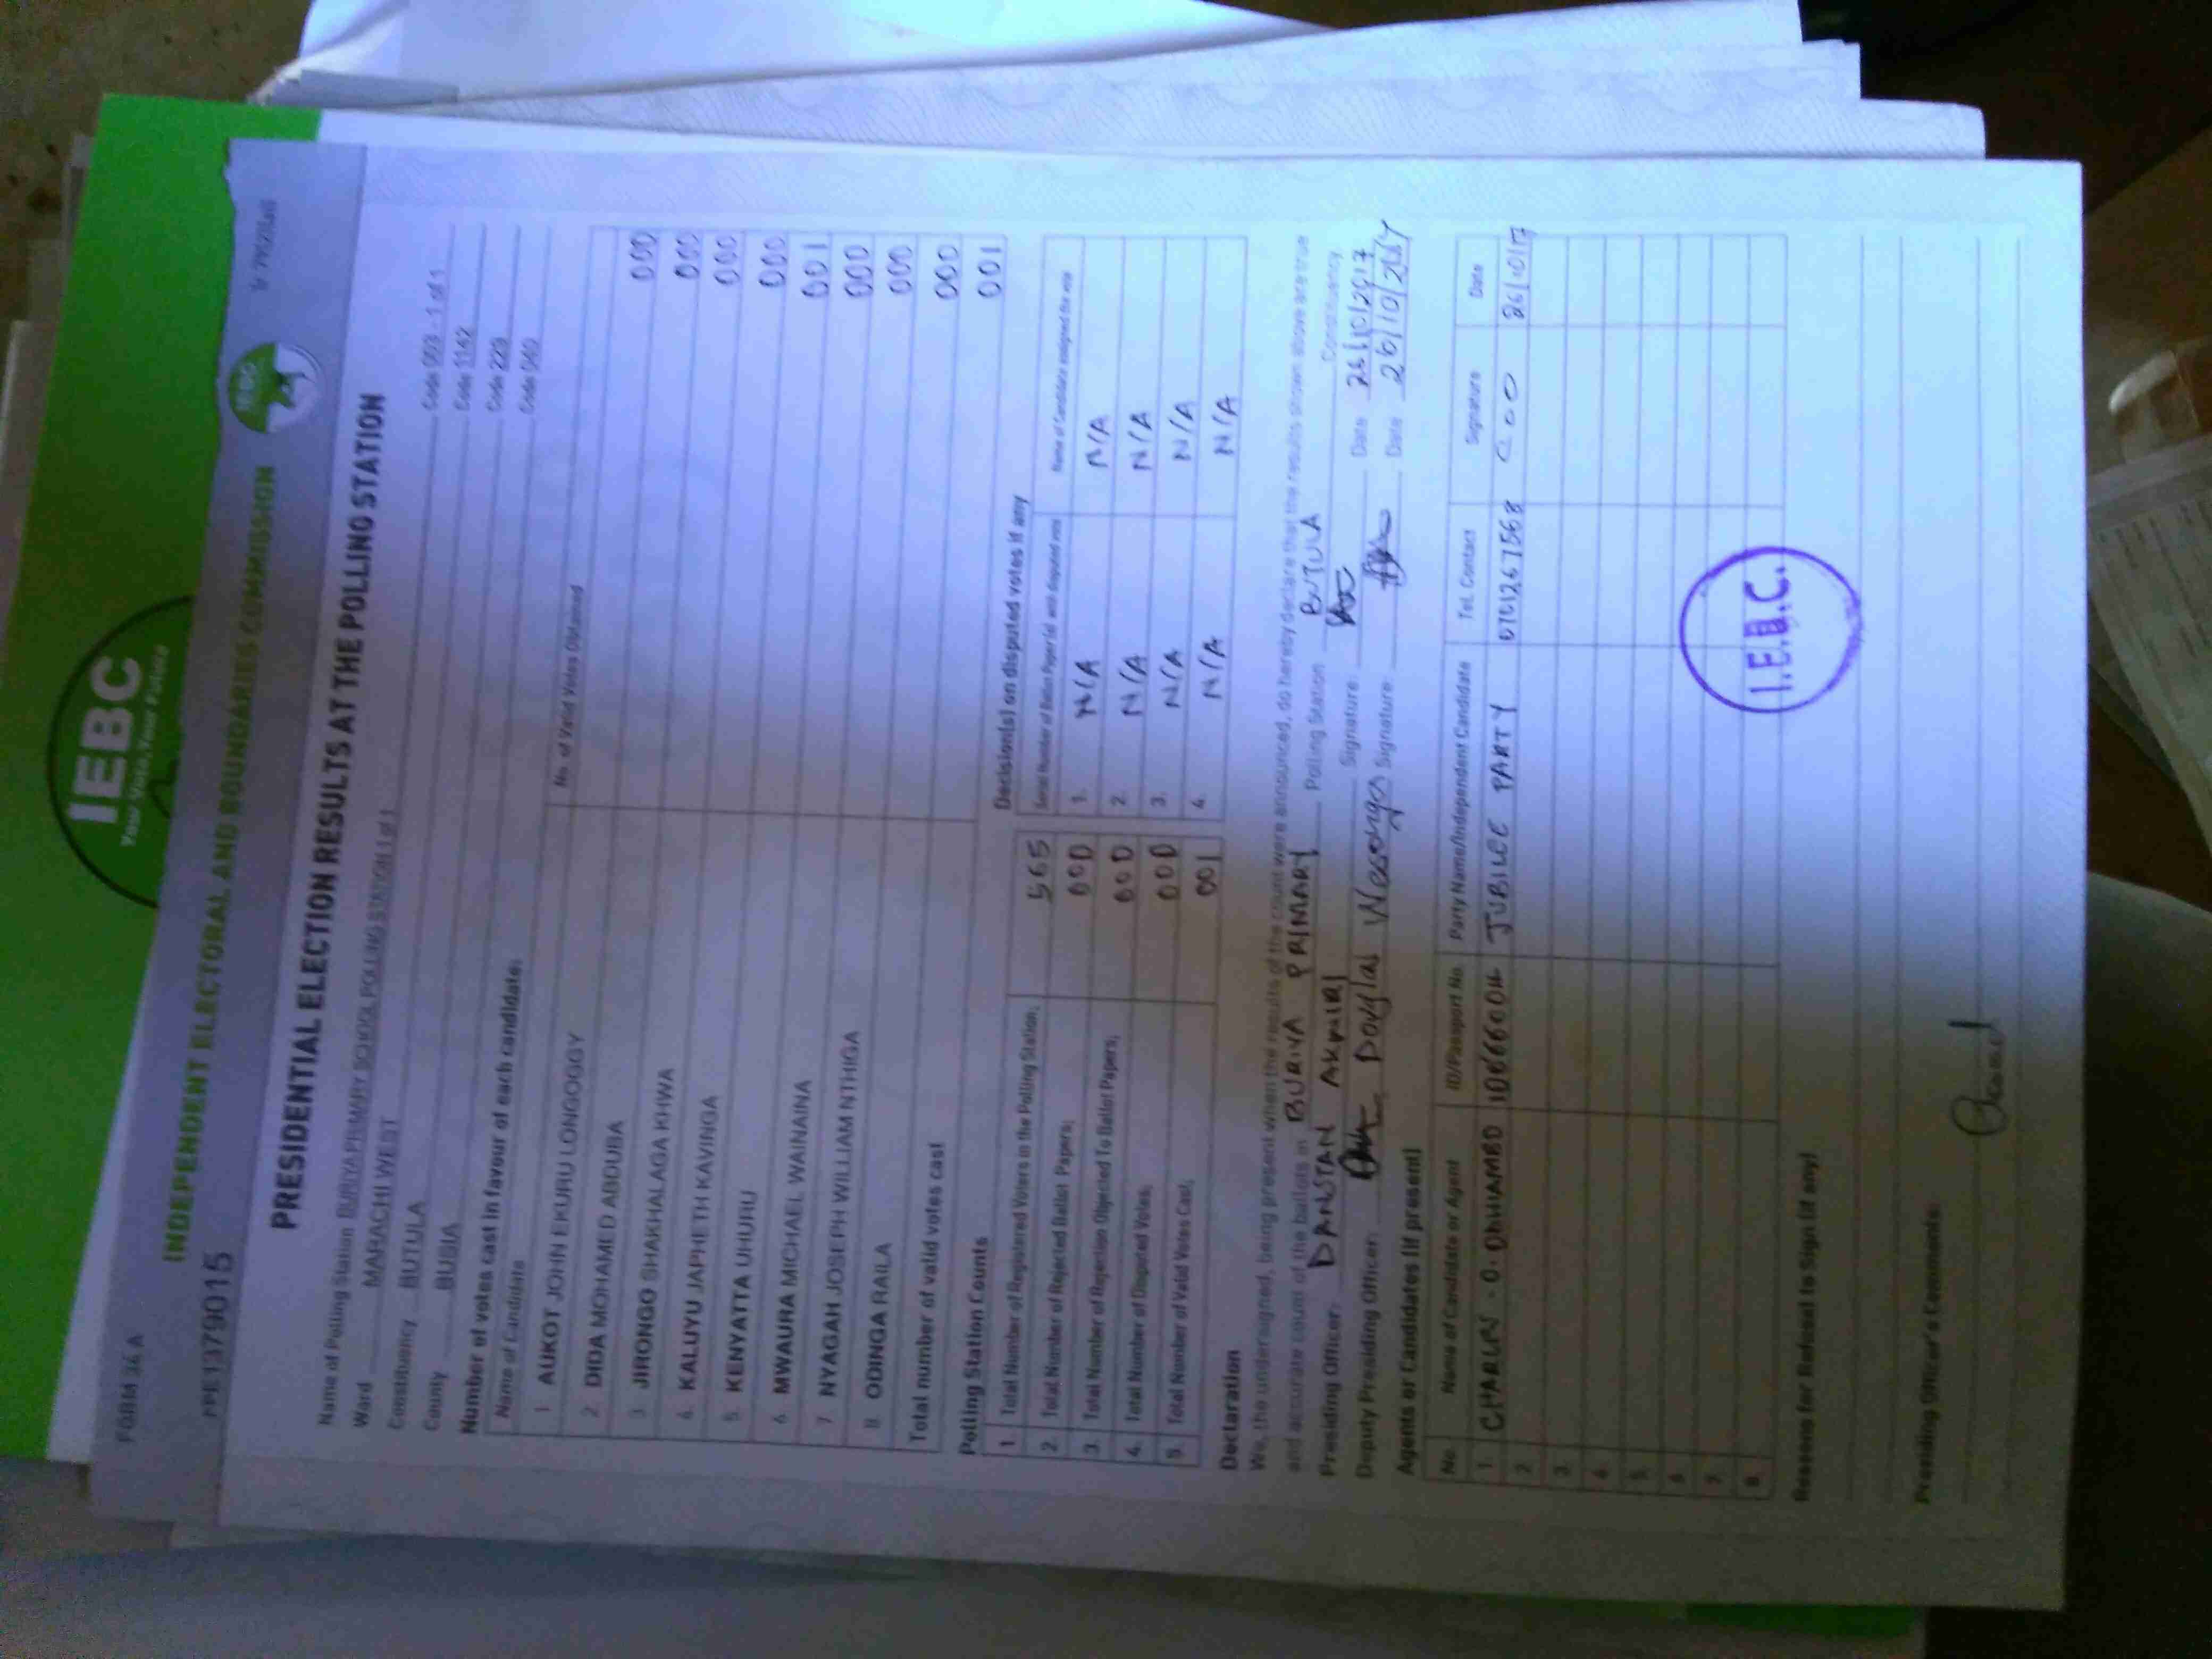 IEBC
Your Vote, Your Future
FORM 34 A
INDEPENDENT ELECTORAL AND BOUNDARIES COMMISSION
PRE1379015
PRESIDENTIAL ELECTION RESULTS AT THE POLLING STATION
Name of Polling Station BURIYA PRIMARY SCHOOL POLLING STATION 1 of 1 Code 003 - 1 of 1
Ward MARACHI WEST Code 1142
Constituency BUTULA Code 229
County BUSIA Code 040
Number of votes cast in favour of each candidate:
Name of Candidate No. of Valid Votes Obtained
1 AUKOT JOHN EKURU LONGOGGY 000
2 DIDA MOHAMED ABDUBA 000
3 JIRONGO SHAKHALAGA KHWA 000
4. KALUYU JAPHETH KAVINGA 000
5. KENYATTA UHURU 001
6. MWAURA MICHAEL WAINAINA 000
7. NYAGAH JOSEPH WILLIAM NTHIGA 000
8 ODINGA RAILA 000
Total number of valid votes cast 001
Polling Station Counts
1. Total Number of Registered Voters in the Polling Station; 565
2. Total Number of Rejected Ballot Papers; 000
3. Total Number of Rejection Objected To Ballot Papers; 000
4. Total Number of Disputed Votes; 000
5. Total Number of Valid Votes Cast; 001
Decision(s) on disputed votes if any
Serial Number of Ballot Paper(s) with disputed vote Name of Candidate assigned the vote
1. N/A N/A
2. N/A N/A
3. N/A N/A
4. N/A N/A
Declaration
We, the undersigned, being present when the results of the count were announced, do hereby declare that the results shown above are true
and accurate count of the ballots in BURIYA PRIMARY Polling Station BUTULA Constituency
Presiding Officer: DANSTAN Signature: Date 26/10/2017
Deputy Presiding Officer: Douglas Wesonga Signature: Date 26/10/2017
Agents or Candidates (if present)
No. Name of Candidate or Agent ID/Passport No. Party Name/Independent Candidate Tel. Contact Signature Date
1. CHARLES . O. ODHIAMBO JUBILEE PARTY 0701267568 26/10/17
2.
3.
4.
5.
6.
7.
8.
Reasons for Refusal to Sign (if any)
I.E.B.C.
Presiding Officer's Comments: